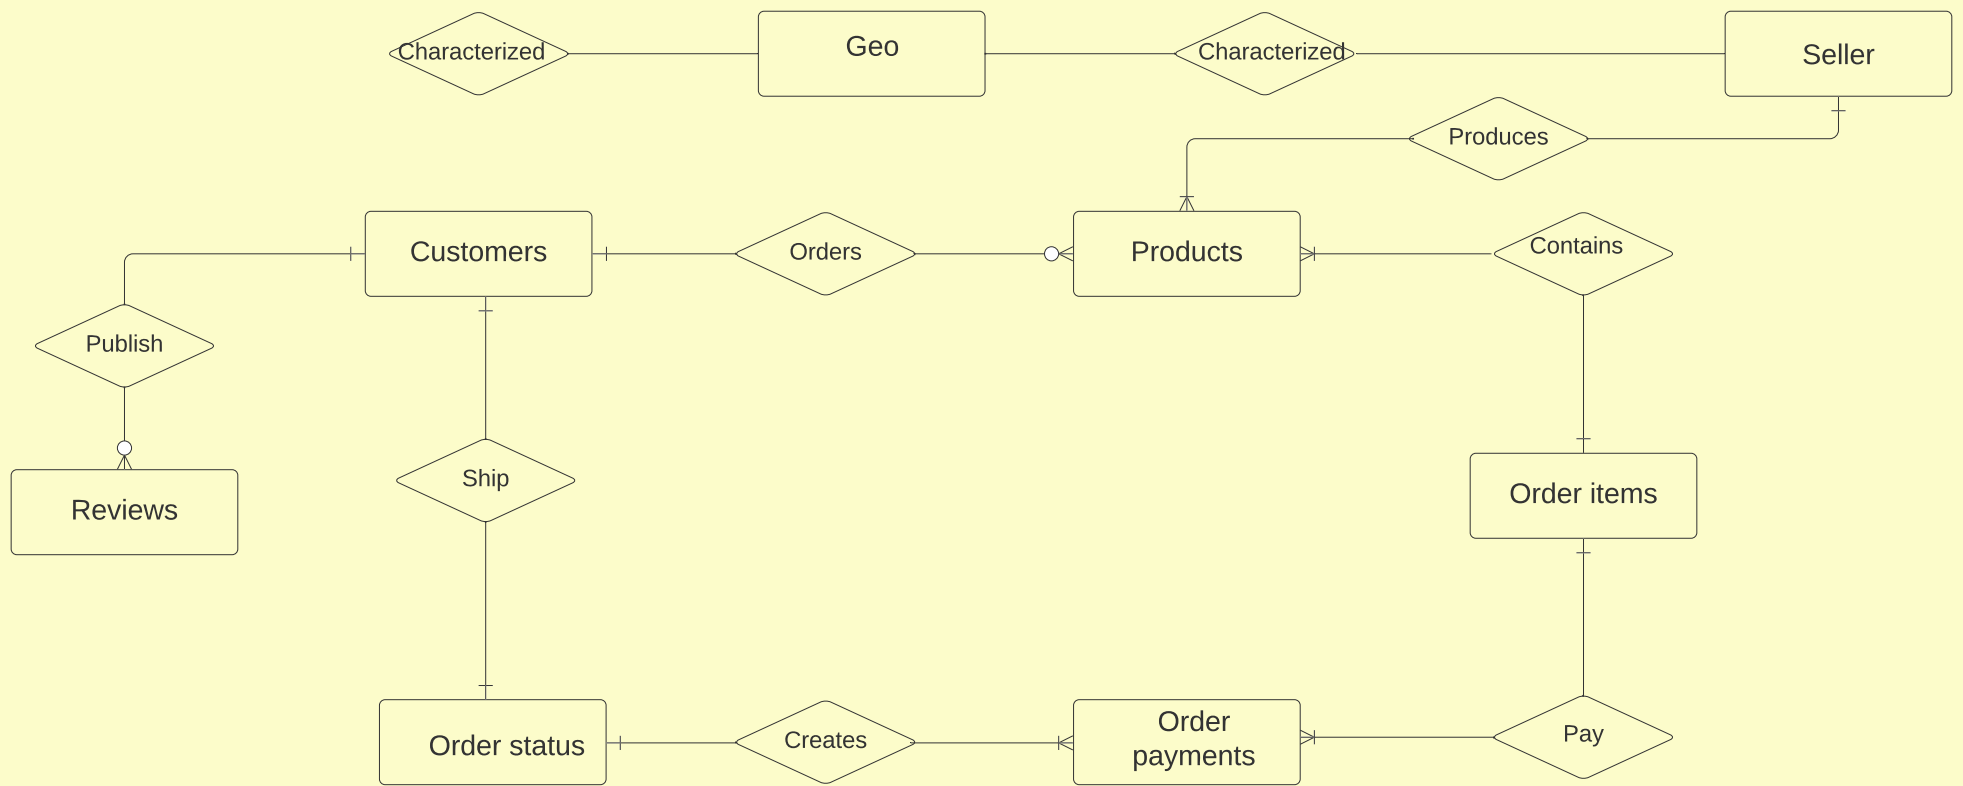 Characterized
Geo
Characterized
Seller
Produces
Customers
Orders
Products
Contains
Publish
Ship
Reviews
Order items
Order status
Creates
Order
payments
Pay